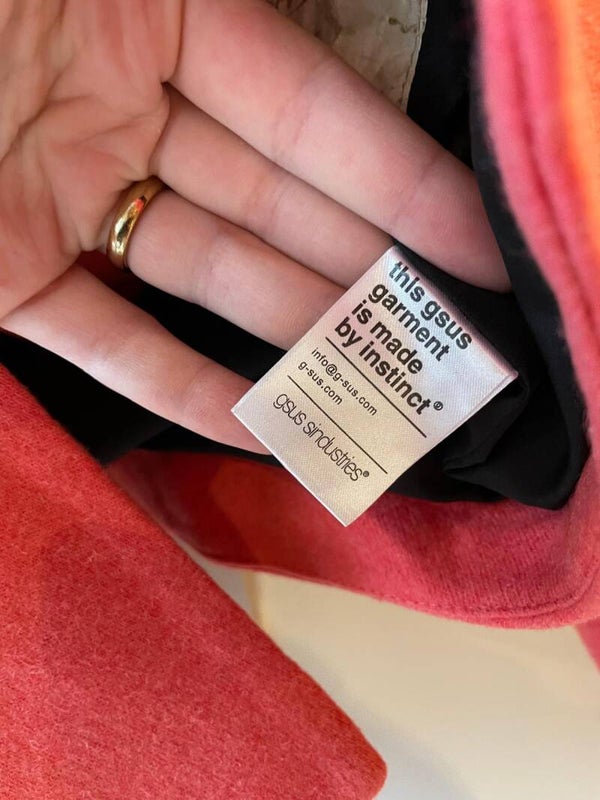 this gsus
garment
is made
by instinct®
info@g-sus.com
g-sus.com
gsus sindustries®